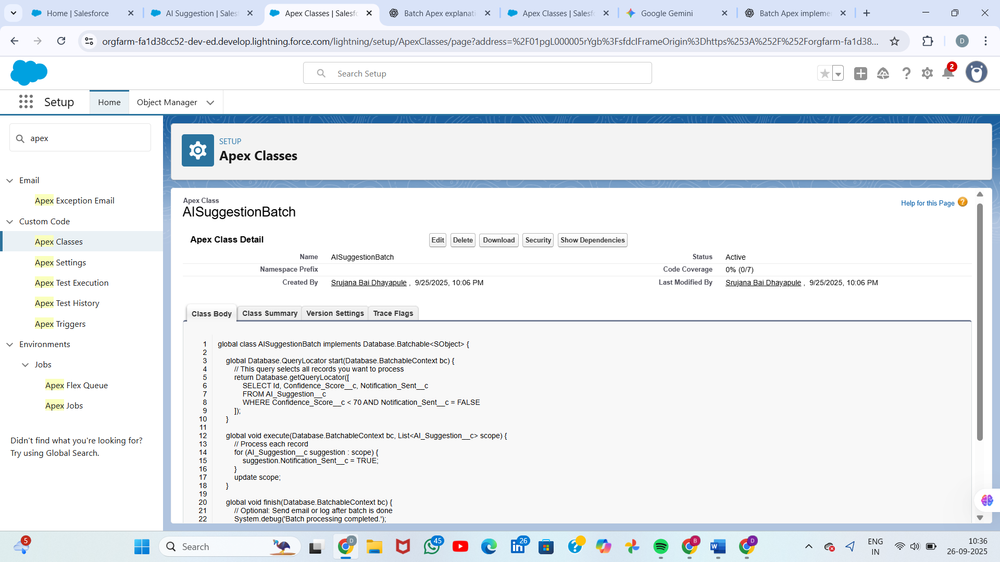 Home | Salesforce
AI Suggestion | Sales
Apex Classes | Salesfo
Batch Apex explanati
Apex Classes | Salesfo
Google Gemini
Batch Apex impleme
orgfarm-fa1d38cc52-dev-ed.develop.lightning.force.com/lightning/setup/ApexClasses/page?address=%2F01pgL000005rYgb%3FsfdcIFrameOrigin%3Dhttps%253A%252F%252Forgfarm-fa1d38...
D
Search Setup
2
Setup
Home
Object Manager
apex
Email
Apex Exception Email
Custom Code
Apex Classes
Apex Settings
Apex Test Execution
Apex Test History
Apex Triggers
Environments
Jobs
Apex Flex Queue
Apex Jobs
Didn't find what you're looking for?
Try using Global Search.
SETUP
Apex Classes
Apex Class
AISuggestionBatch
Help for this Page ?
Apex Class Detail
Edit Delete Download Security Show Dependencies
Name AISuggestionBatch Status Active
Namespace Prefix Code Coverage 0% (0/7)
Created By Srujana Bai Dhayapule , 9/25/2025, 10:06 PM Last Modified By Srujana Bai Dhayapule , 9/25/2025, 10:06 PM
Class Body Class Summary Version Settings Trace Flags
1 global class AISuggestionBatch implements Database.Batchable<SObject> {
2
3 global Database.QueryLocator start(Database.BatchableContext bc) {
4 // This query selects all records you want to process
5 return Database.getQueryLocator([
6 SELECT Id, Confidence_Score__c, Notification_Sent__c
7 FROM AI_Suggestion__c
8 WHERE Confidence_Score__c < 70 AND Notification_Sent__c = FALSE
9 ]);
10 }
11
12 global void execute(Database.BatchableContext bc, List<AI_Suggestion__c> scope) {
13 // Process each record
14 for (AI_Suggestion__c suggestion : scope) {
15 suggestion.Notification_Sent__c = TRUE;
16 }
17 update scope;
18 }
19
20 global void finish(Database.BatchableContext bc) {
21 // Optional: Send email or log after batch is done
22 System.debug('Batch processing completed.');
5
Search
D
45
26
B
D
ENG
IN
10:36
26-09-2025